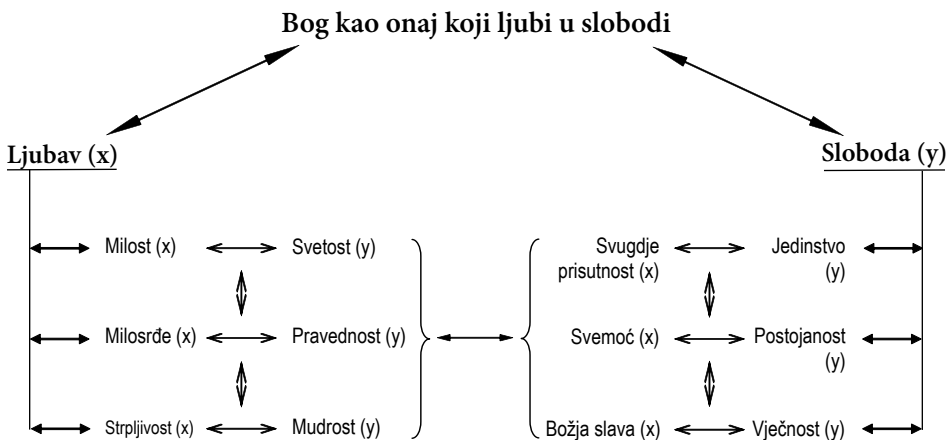 Bog kao onaj koji ljubi u slobodi
Ljubav (x)
Sloboda (y)
Milost (x)
Svetost (y)
Svugdje
prisutnost (x)
Jedinstvo
(y)
Milosrđe (x)
Pravednost (y)
Svemoć (x)
Postojanost
(y)
Strpljivost (x)
Mudrost (y)
Božja slava (x)
Vječnost (y)